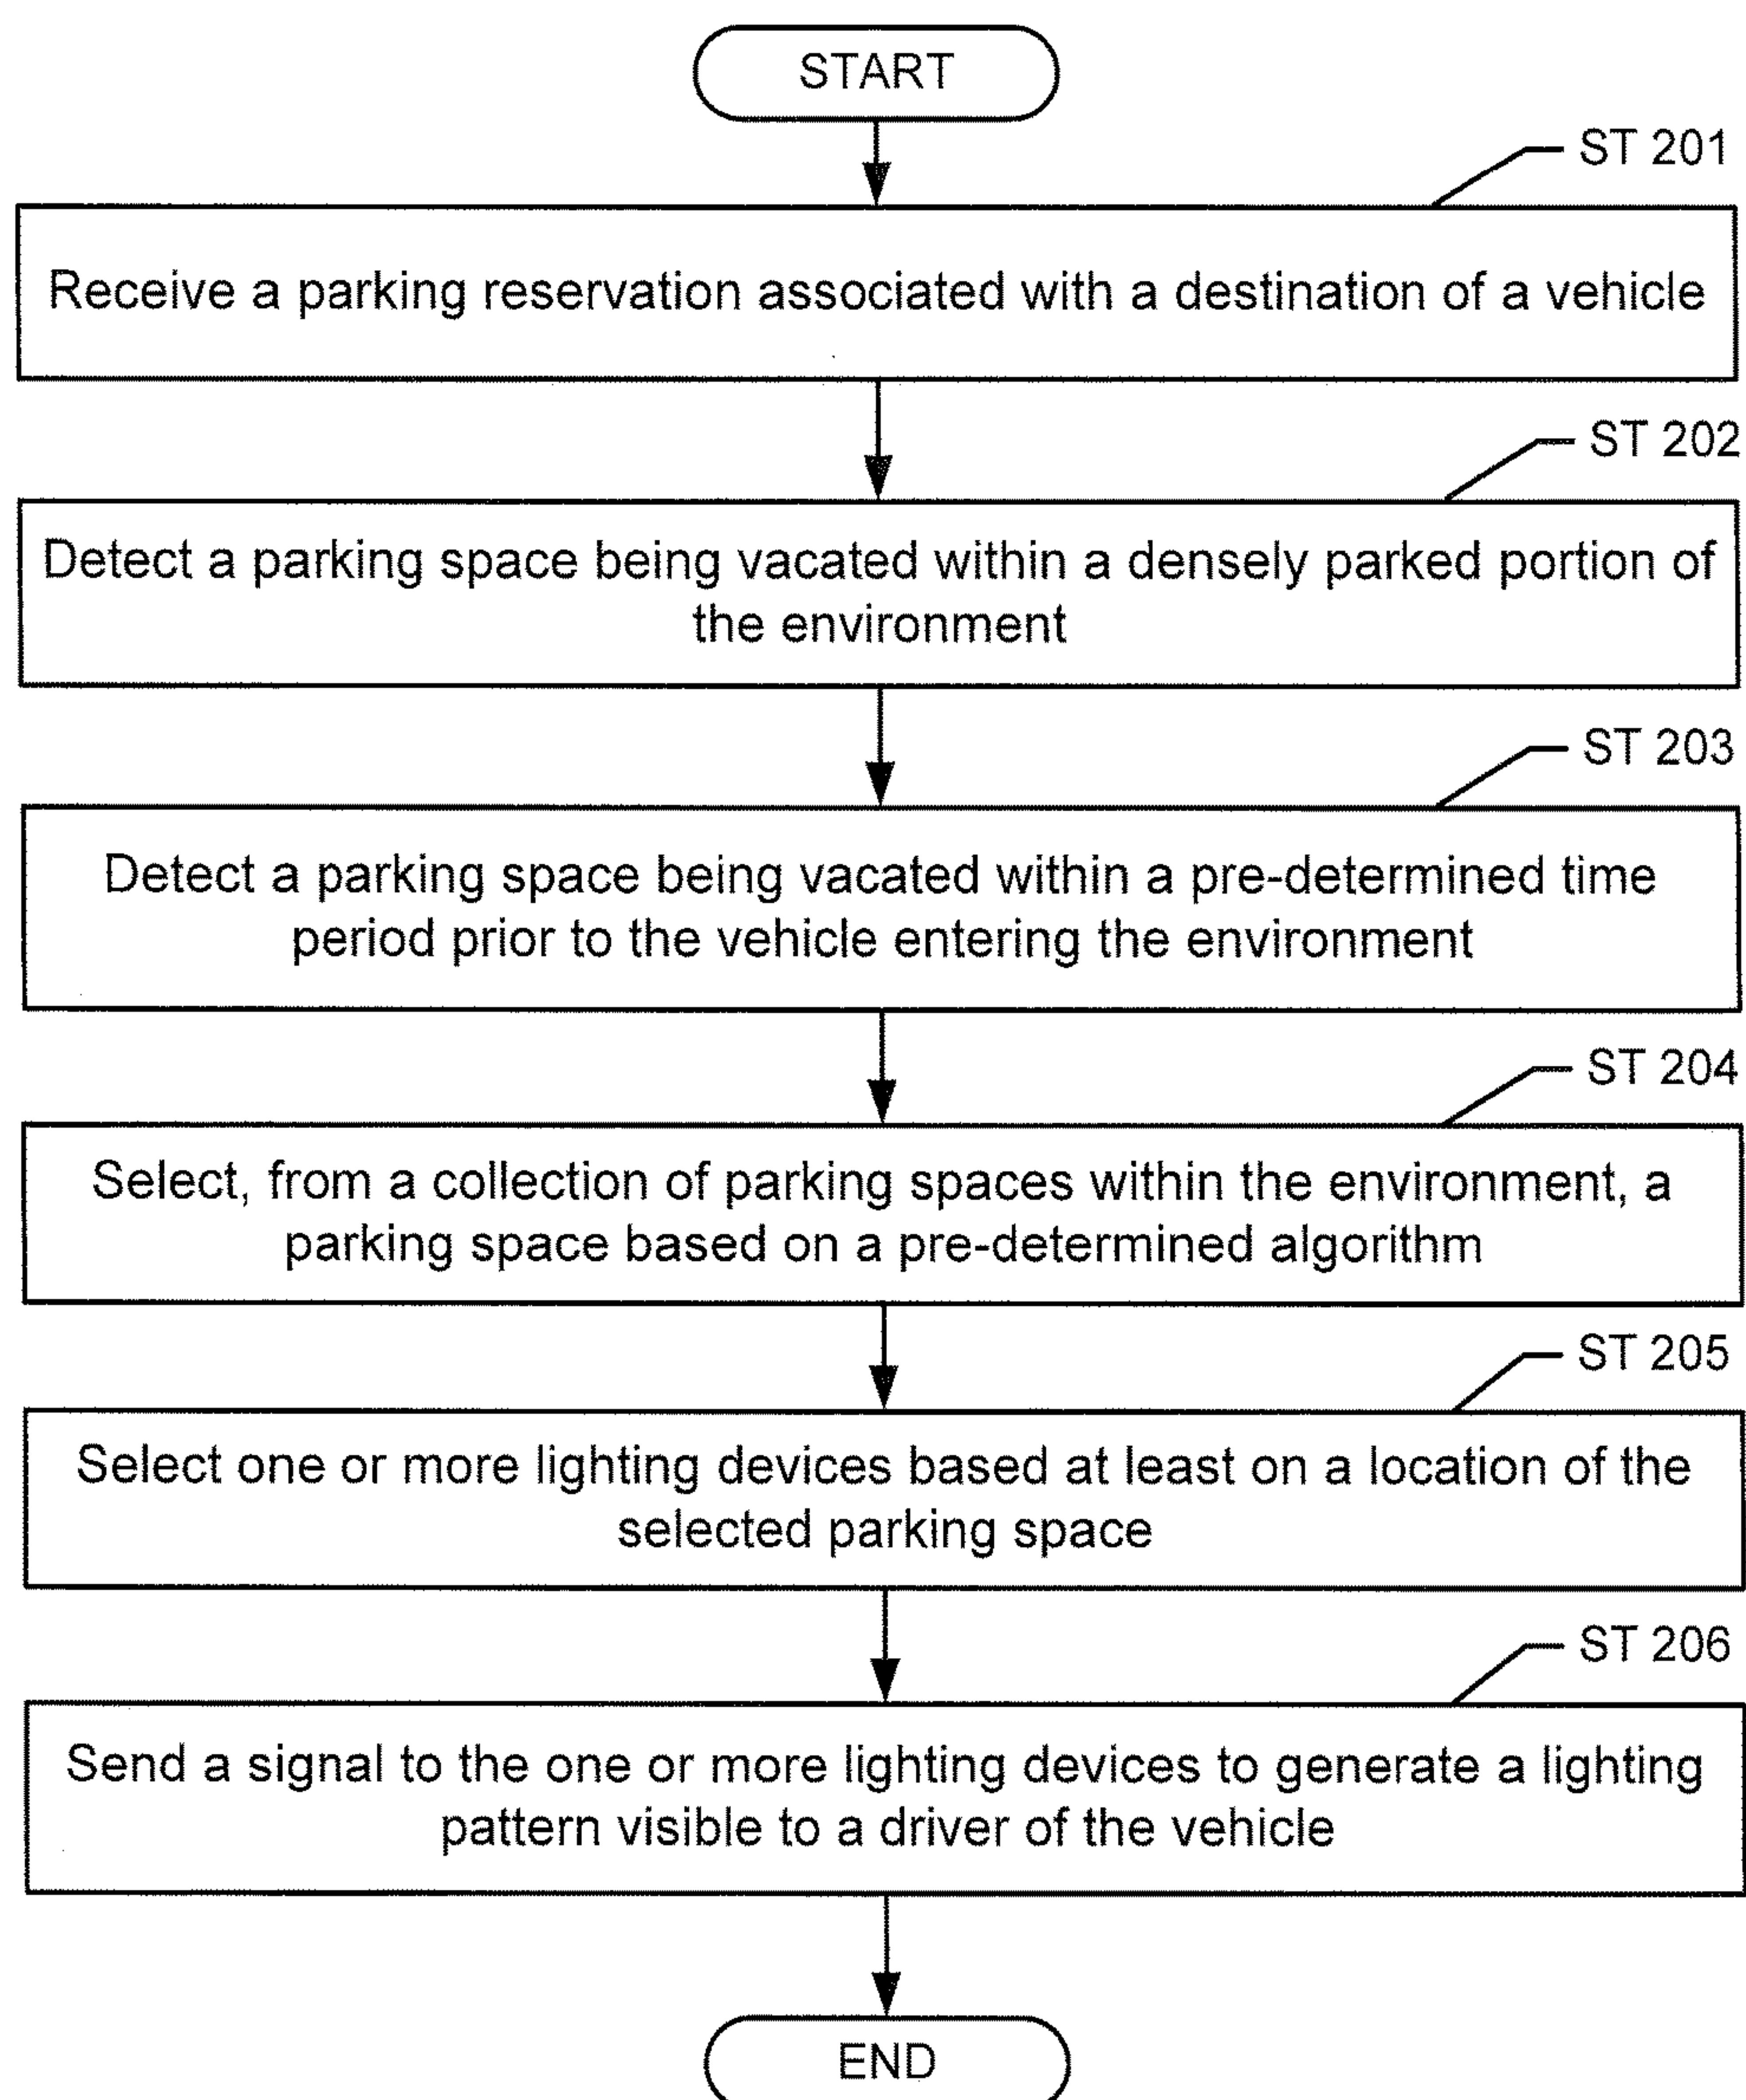 START
ST 201
Receive a parking reservation associated with a destination of a vehicle
ST 202
Detect a parking space being vacated within a densely parked portion of
the environment
ST 203
Detect a parking space being vacated within a pre-determined time
period prior to the vehicle entering the environment
ST 204
Select, from a collection of parking spaces within the environment, a
parking space based on a pre-determined algorithm
ST 205
Select one or more lighting devices based at least on a location of the
selected parking space
ST 206
Send a signal to the one or more lighting devices to generate a lighting
pattern visible to a driver of the vehicle
END